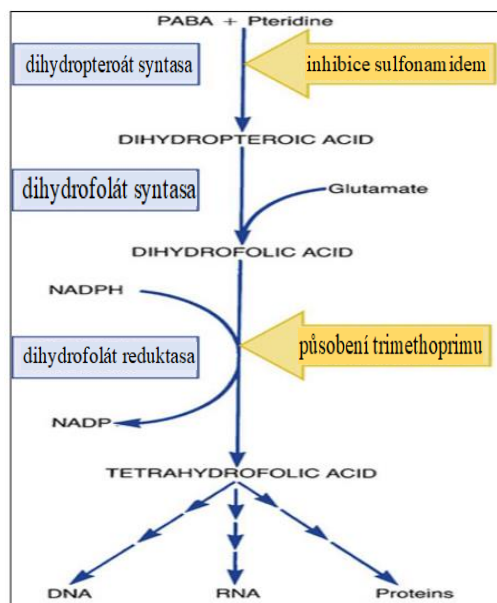 PABA + Pteridine
dihydropteroát syntasa
inhibice sulfonamidem
DIHYDROPTEROIC ACID
dihydrofolát syntasa
Glutamate
DIHYDROFOLIC ACID
NADPH
dihydrofolát reduktasa
působení trimethoprimu
NADP
TETRAHYDROFOLIC ACID
DNA
RNA
Proteins